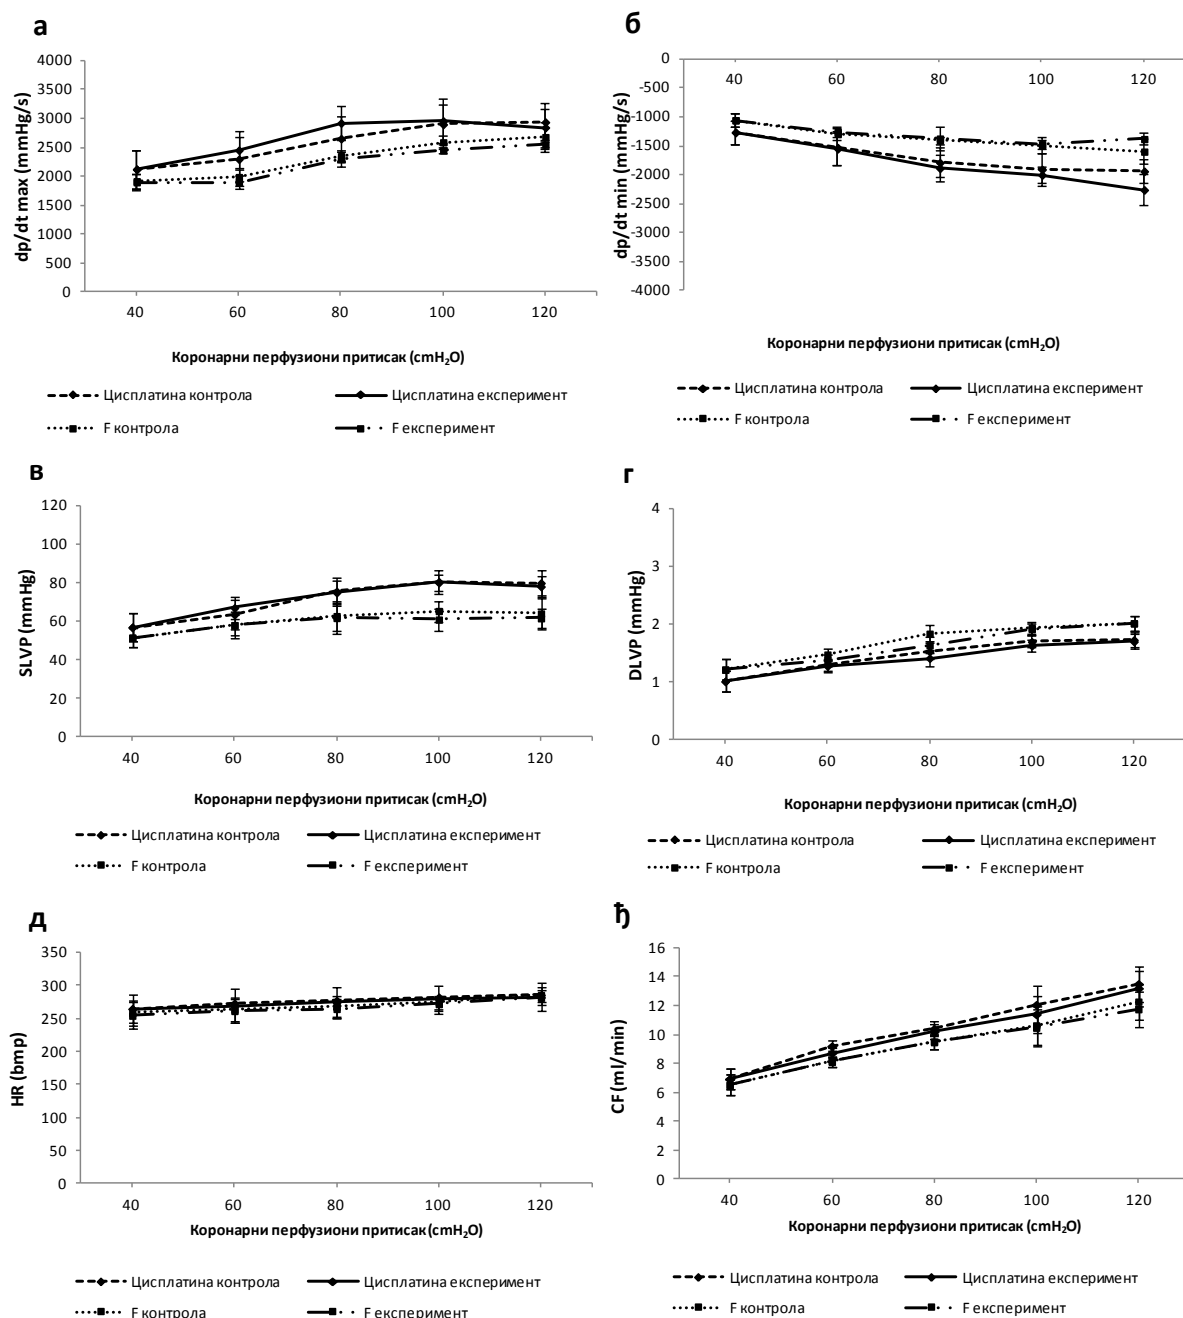 а
dp/dt max (mmHg/s)
4000
3500
3000
2500
2000
1500
1000
500
0
40 60 80 100 120
Коронарни перфузиони притисак (cmH₂O)
Цисплатина контрола Цисплатина експеримент
F контрола F експеримент
б
dp/dt min (mmHg/s)
0
-500
-1000
-1500
-2000
-2500
-3000
-3500
-4000
40 60 80 100 120
Коронарни перфузиони притисак (cmH₂O)
Цисплатина контрола Цисплатина експеримент
F контрола F експеримент
в
SLVP (mmHg)
120
100
80
60
40
20
0
40 60 80 100 120
Коронарни перфузиони притисак (cmH₂O)
Цисплатина контрола Цисплатина експеримент
F контрола F експеримент
г
DLVP (mmHg)
4
3
2
1
0
40 60 80 100 120
Коронарни перфузиони притисак (cmH₂O)
Цисплатина контрола Цисплатина експеримент
F контрола F експеримент
д
HR (bmp)
350
300
250
200
150
100
50
0
40 60 80 100 120
Коронарни перфузиони притисак (cmH₂O)
Цисплатина контрола Цисплатина експеримент
F контрола F експеримент
ђ
CF (ml/min)
16
14
12
10
8
6
4
2
0
40 60 80 100 120
Коронарни перфузиони притисак (cmH₂O)
Цисплатина контрола Цисплатина експеримент
F контрола F експеримент